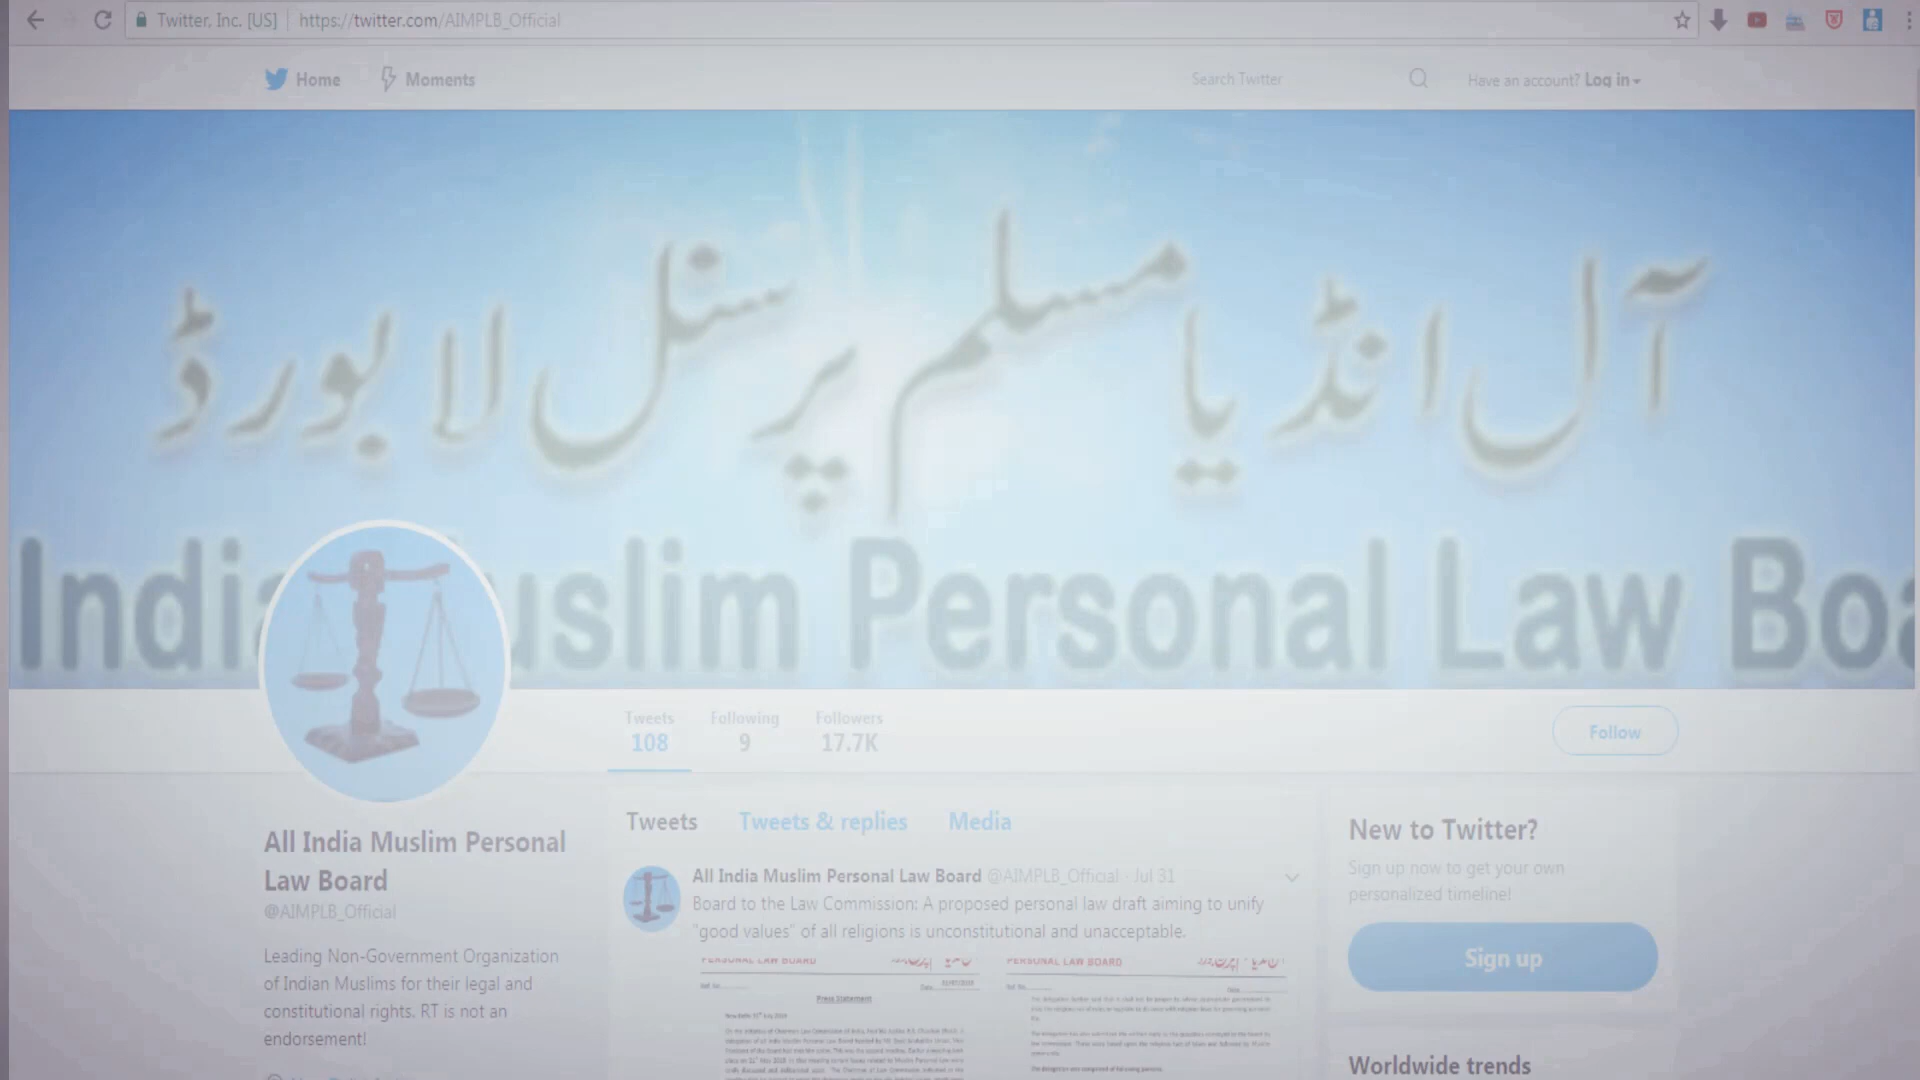 Twitter, Inc. [US] https://twitter.com/AIMPLB_Official
Home Moments Search Twitter Have an account? Log in
آل انڈیا مسلم پرسنل لا بورڈ
India Muslim Personal Law Boa
Tweets Following Followers
108 9 17.7K
Follow
All India Muslim Personal
Law Board
@AIMPLB_Official
Leading Non-Government Organization
of Indian Muslims for their legal and
constitutional rights. RT is not an
endorsement!
Tweets Tweets & replies Media
All India Muslim Personal Law Board @AIMPLB_Official · Jul 31
Board to the Law Commission: A proposed personal law draft aiming to unify
"good values" of all religions is unconstitutional and unacceptable.
PERSONAL LAW BOARD
Press Statement
PERSONAL LAW BOARD
New to Twitter?
Sign up now to get your own
personalized timeline!
Sign up
Worldwide trends